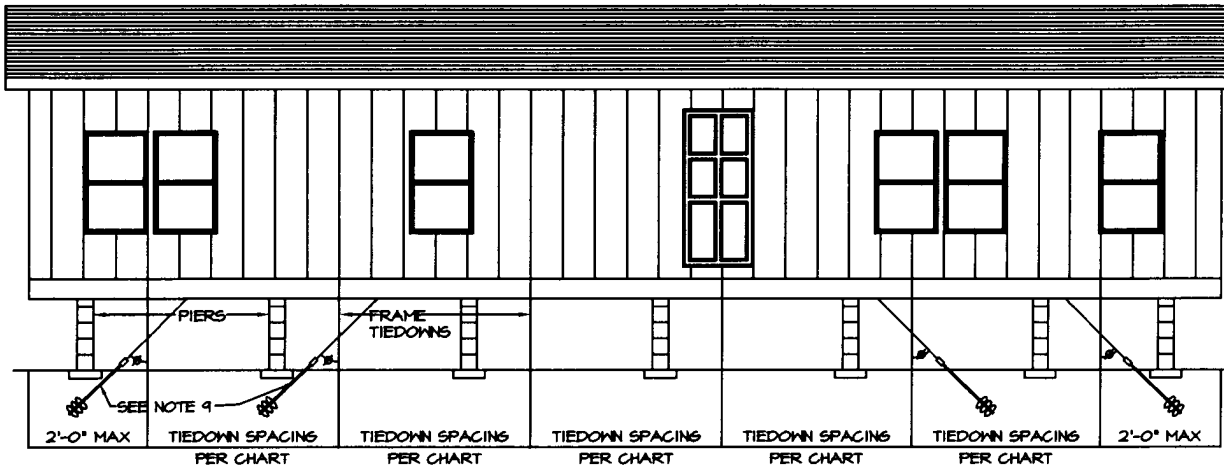 PIERS
FRAME
TIEDOWNS
SEE NOTE 9
2'-0" MAX
TIEDOWN SPACING
PER CHART
TIEDOWN SPACING
PER CHART
TIEDOWN SPACING
PER CHART
TIEDOWN SPACING
PER CHART
TIEDOWN SPACING
PER CHART
2'-0" MAX